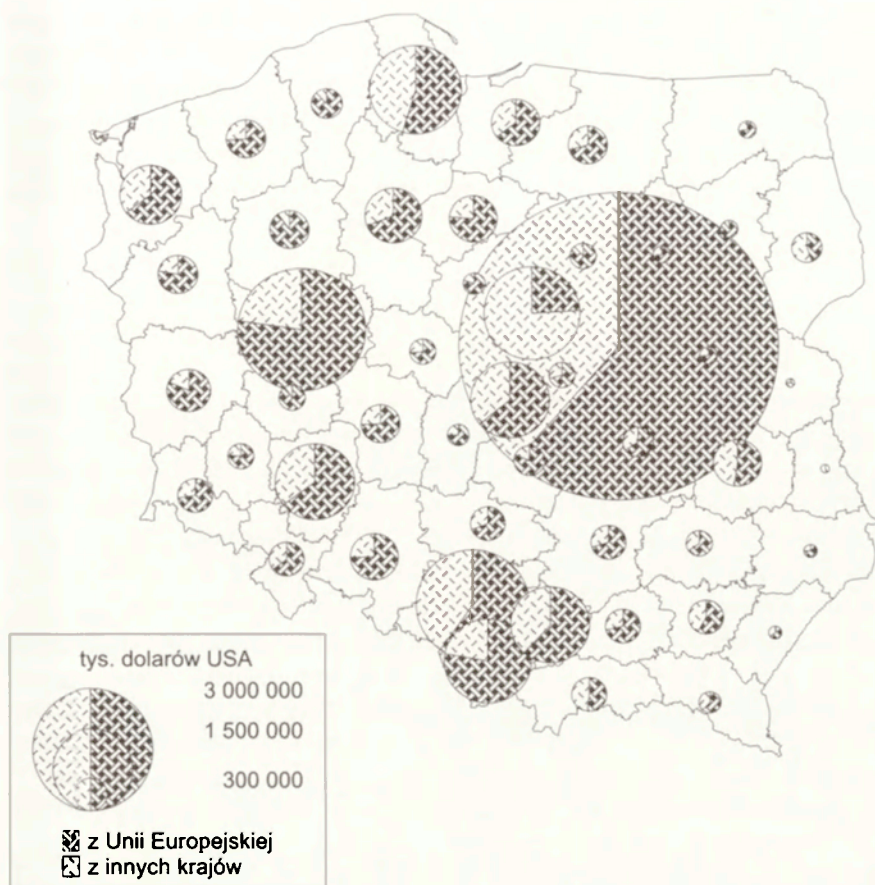 tys. dolarów USA
3 000 000
1 500 000
300 000
z Unii Europejskiej
z innych krajów